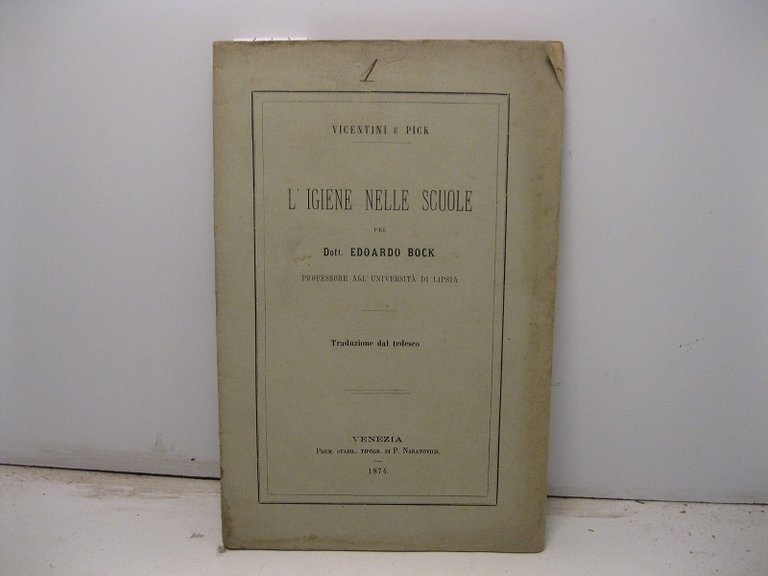 1
VICENTINI E PICK
L' IGIENE NELLE SCUOLE
PEL
Dott. EDOARDO BOCK
PROFESSORE ALL' UNIVERSITÀ DI LIPSIA
Traduzione dal tedesco
VENEZIA
PREM. STABIL. TIPOGR. DI P. NARATOVICH.
1874.